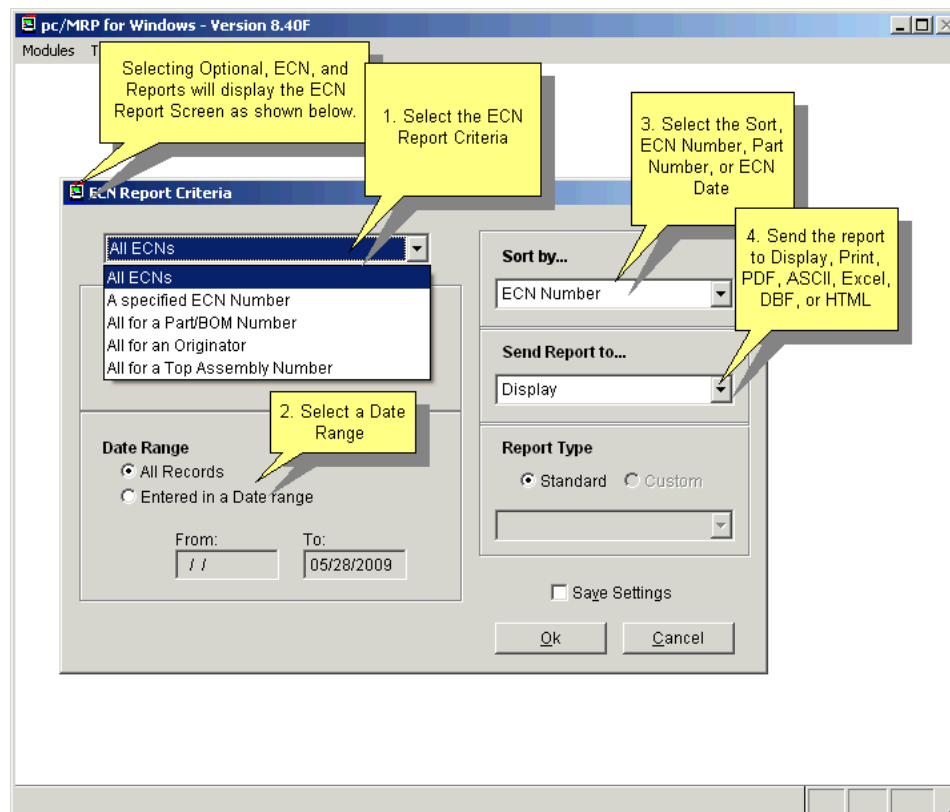 pc/MRP for Windows - Version 8.40F
Modules T
Selecting Optional, ECN, and
Reports will display the ECN
Report Screen as shown below.
1. Select the ECN
Report Criteria
3. Select the Sort,
ECN Number, Part
Number, or ECN
Date
4. Send the report
to Display, Print,
PDF, ASCII, Excel,
DBF, or HTML
ECN Report Criteria
All ECNs
All ECNs
A specified ECN Number
All for a Part/BOM Number
All for an Originator
All for a Top Assembly Number
2. Select a Date
Range
Date Range
All Records
Entered in a Date range
From: To:
/ / 05/28/2009
Sort by...
ECN Number
Send Report to...
Display
Report Type
Standard Custom
Save Settings
Ok Cancel